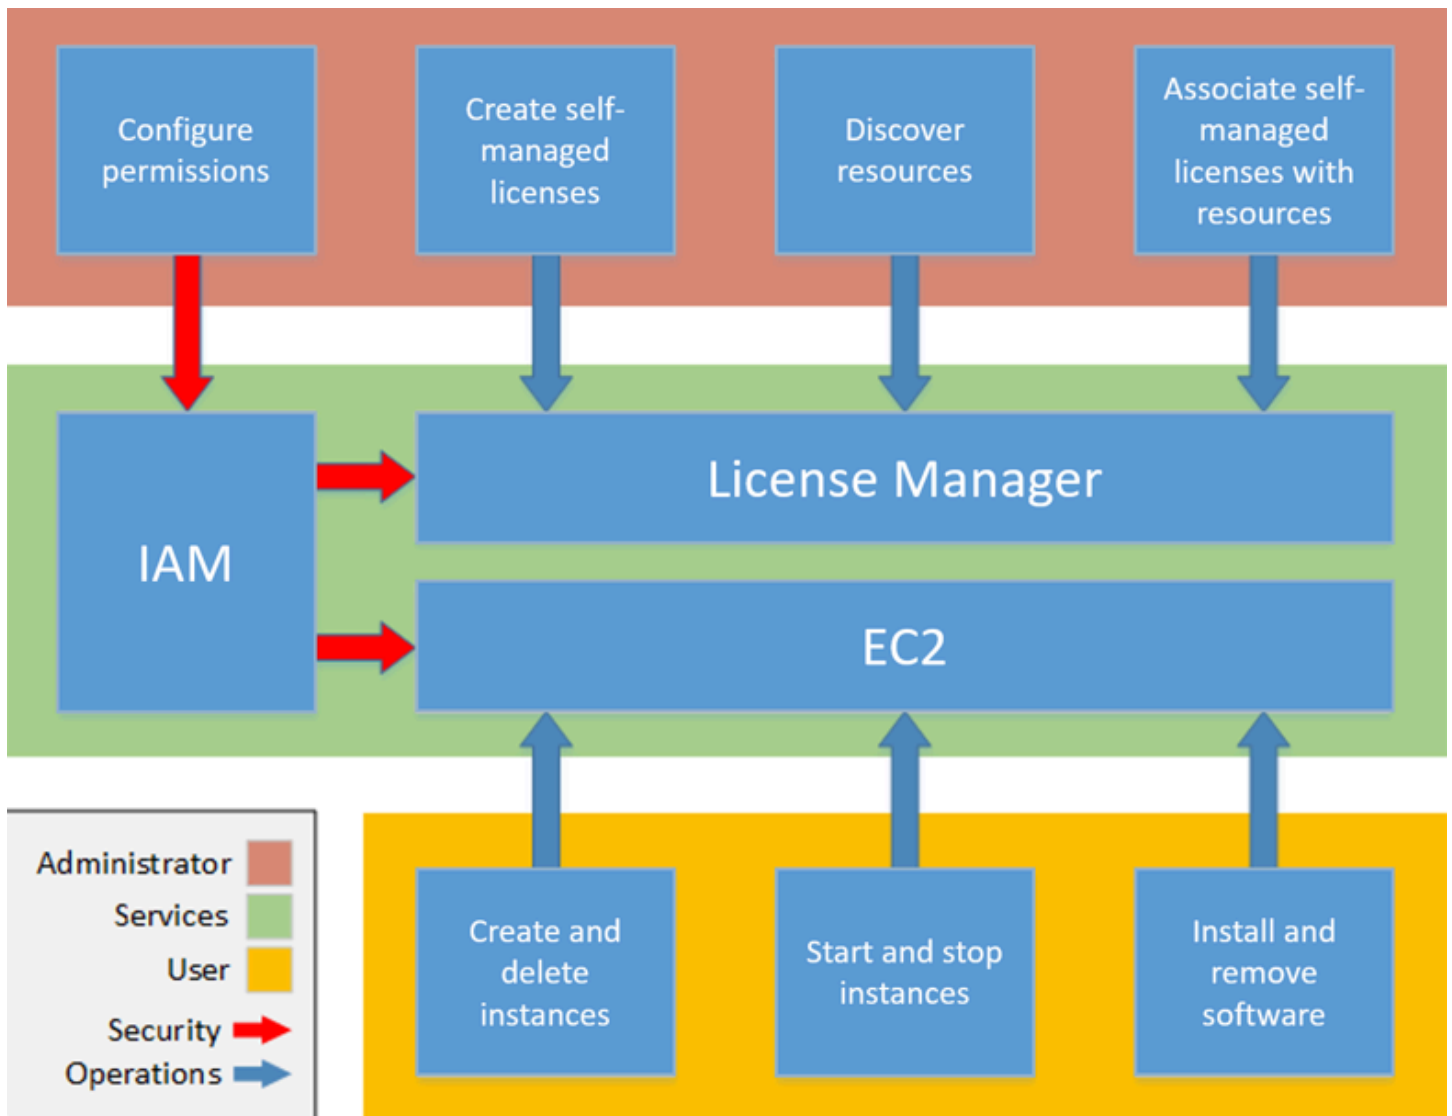 Configure
permissions
Create self-
managed
licenses
Discover
resources
Associate self-
managed
licenses with
resources
IAM
License Manager
EC2
Administrator
Services
User
Security
Operations
Create and
delete
instances
Start and stop
instances
Install and
remove
software